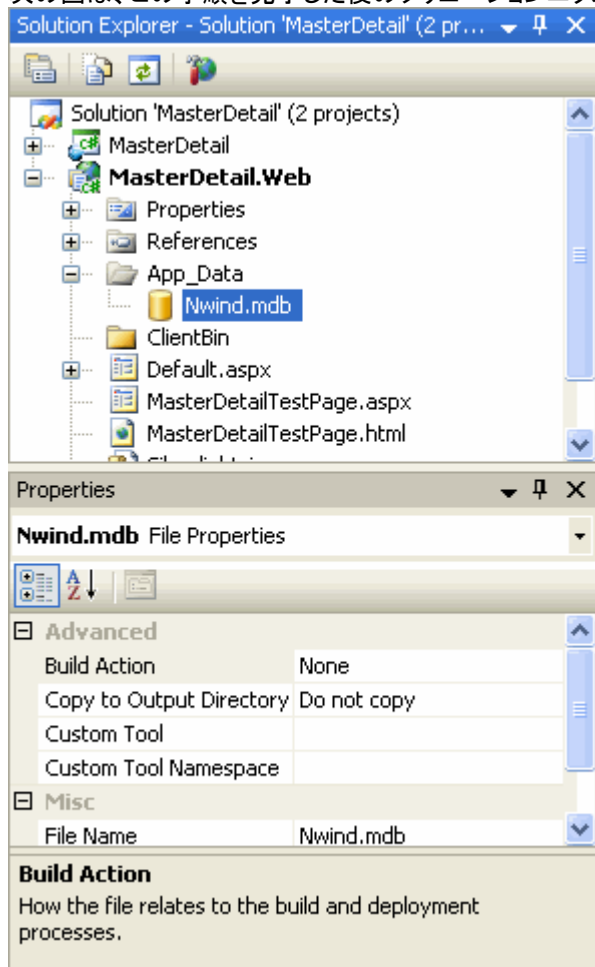 Solution Explorer - Solution 'MasterDetail' (2 pr...
Solution 'MasterDetail' (2 projects)
MasterDetail
MasterDetail.Web
Properties
References
App_Data
Nwind.mdb
ClientBin
Default.aspx
MasterDetailTestPage.aspx
MasterDetailTestPage.html
Properties
Nwind.mdb File Properties
Advanced
Build Action None
Copy to Output Directory Do not copy
Custom Tool
Custom Tool Namespace
Misc
File Name Nwind.mdb
Build Action
How the file relates to the build and deployment
processes.